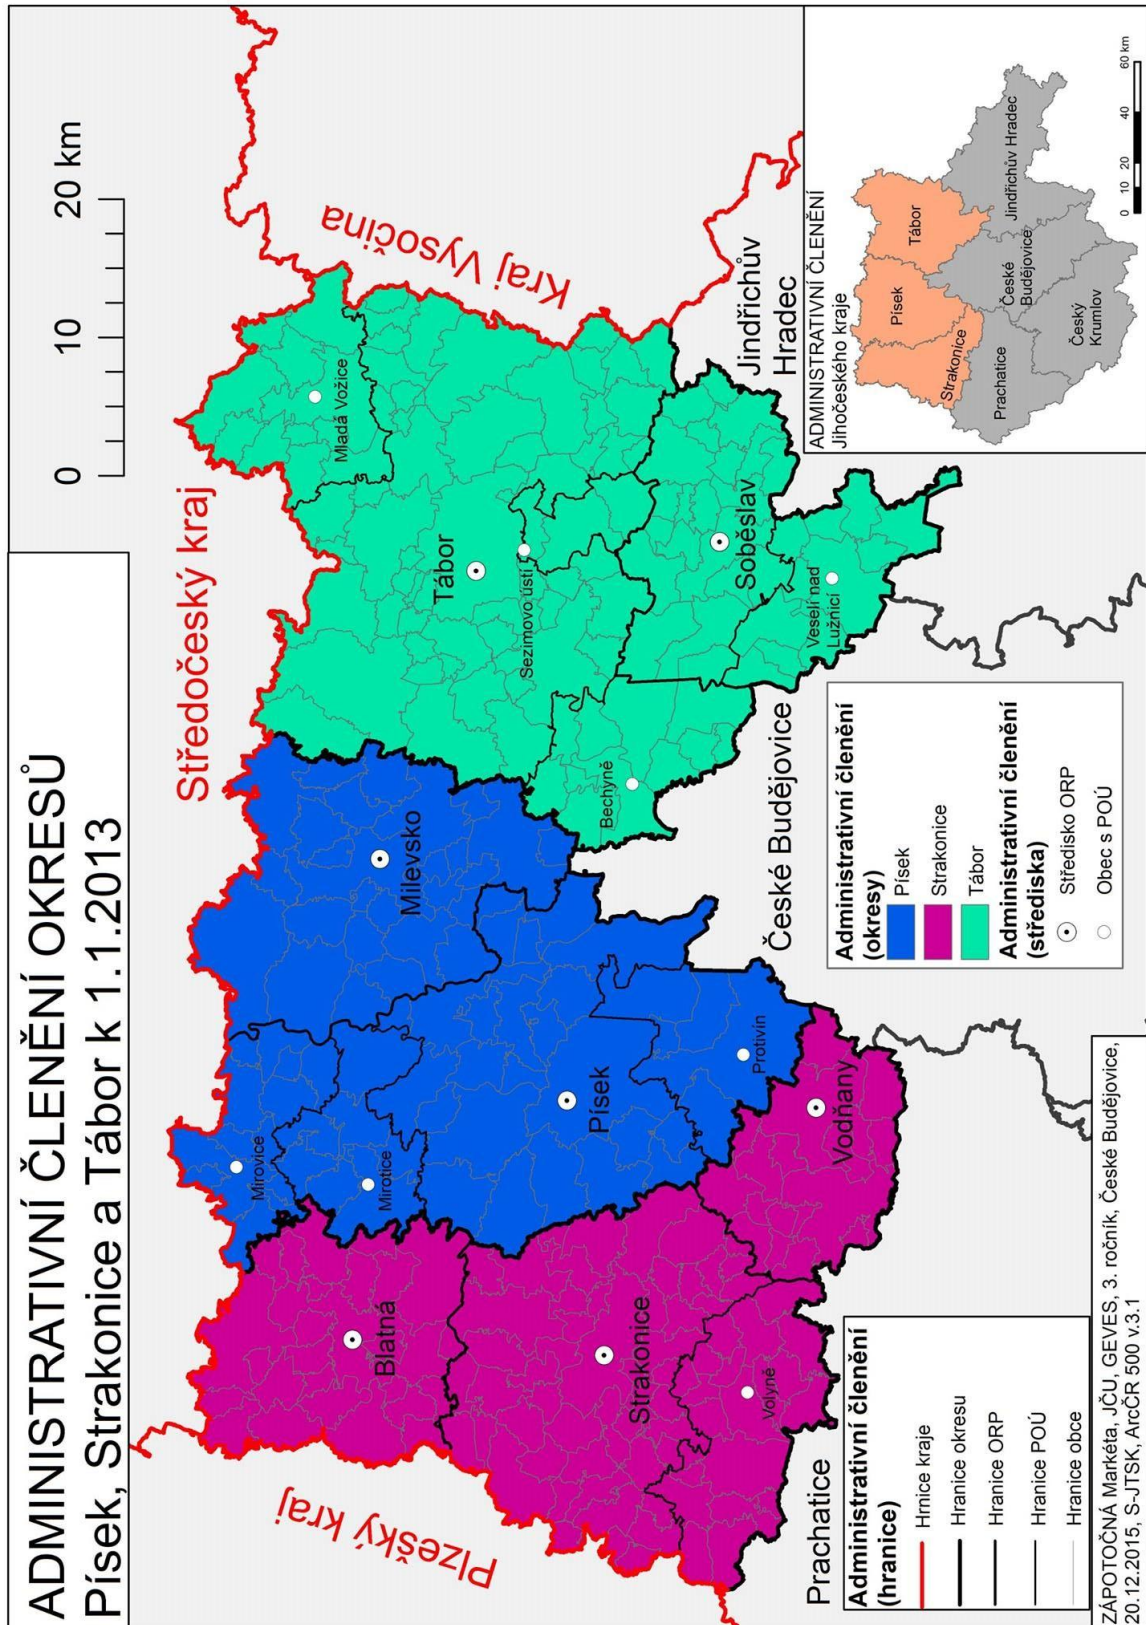 ADMINISTRATIVNÍ ČLENĚNÍ OKRESŮ
Písek, Strakonice a Tábor k 1.1.2013
0 10 20 km
Středočeský kraj
Kraj Vysočina
Plzešký kraj
Mladá Vožice
Tábor
Sezimovo ústí
Soběslav
Veselí nad
Lužnicí
Bechyně
Milevsko
Mirovice
Mirotice
Písek
Protivín
Blatná
Strakonice
Volyně
Vodňany
Prachatice
České Budějovice
Jindřichův
Hradec
Administrativní členění
(hranice)
Hrnice kraje
Hranice okresu
Hranice ORP
Hranice POÚ
Hranice obce
Administrativní členění
(okresy)
Písek
Strakonice
Tábor
Administrativní členění
(střediska)
Středisko ORP
Obec s POÚ
ADMINISTRATIVNÍ ČLENĚNÍ
Jihočeského kraje
Tábor
Písek
Strakonice
Prachatice
České
Budějovice
Jindřichův Hradec
Český
Krumlov
0 10 20 40 60 km
ZÁPOTOČNÁ Markéta, JČU, GEVES, 3. ročník, České Budějovice,
20.12.2015, S-JTSK, ArcČR 500 v.3.1